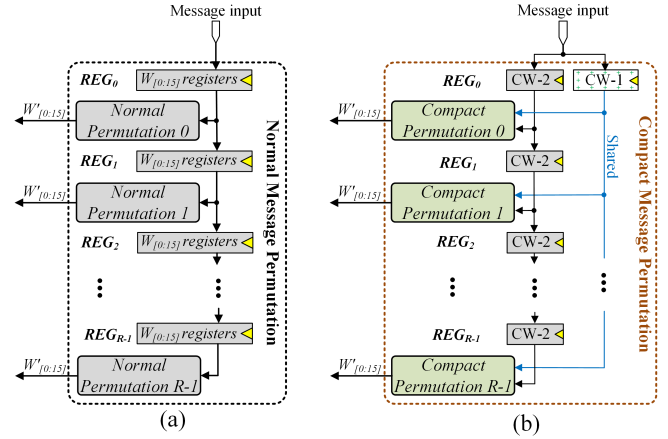 Message input
REG0
W[0:15] registers
W'[0:15]
Normal
Permutation 0
REG1
W[0:15] registers
W'[0:15]
Normal
Permutation 1
REG2
W[0:15] registers
REGR-1
W[0:15] registers
W'[0:15]
Normal
Permutation R-1
Normal Message Permutation
(a)
Message input
REG0
CW-2
CW-1
W'[0:15]
Compact
Permutation 0
REG1
CW-2
Shared
W'[0:15]
Compact
Permutation 1
REG2
CW-2
REGR-1
CW-2
W'[0:15]
Compact
Permutation R-1
Compact Message Permutation
(b)